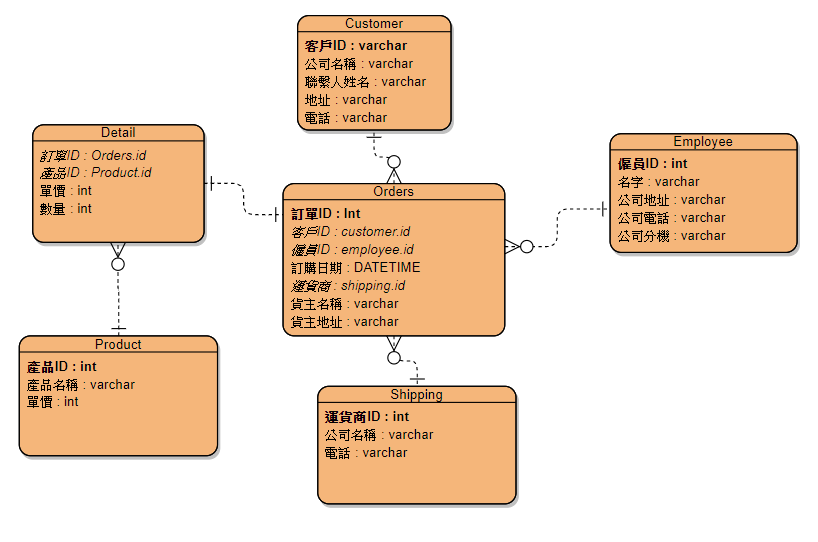 Customer
客戶ID : varchar
公司名稱 : varchar
聯繫人姓名 : varchar
地址 : varchar
電話 : varchar
Detail
訂單ID : Orders.id
產品ID : Product.id
單價 : int
數量 : int
Employee
僱員ID : int
名字 : varchar
公司地址 : varchar
公司電話 : varchar
公司分機 : varchar
Orders
訂單ID : Int
客戶ID : customer.id
僱員ID : employee.id
訂購日期 : DATETIME
運貨商 : shipping.id
貨主名稱 : varchar
貨主地址 : varchar
Product
產品ID : int
產品名稱 : varchar
單價 : int
Shipping
運貨商ID : int
公司名稱 : varchar
電話 : varchar